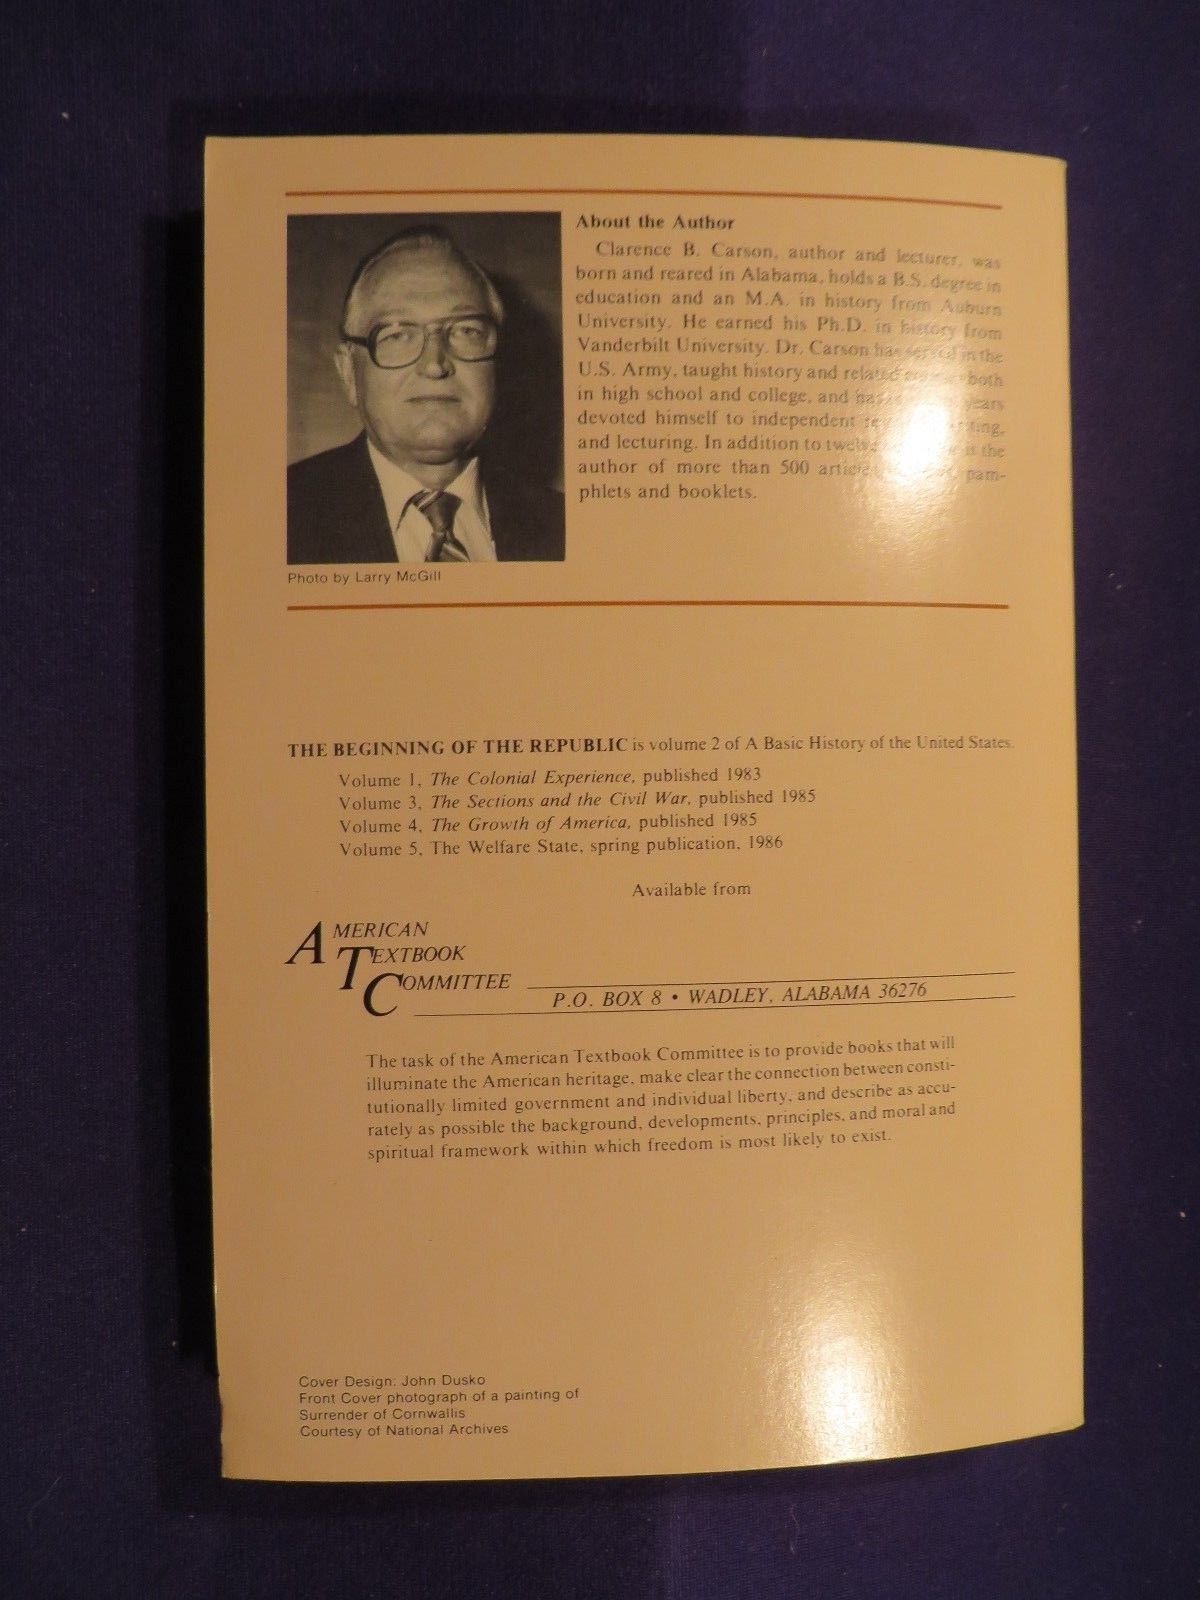 About the Author
Clarence B. Carson, author and lecturer, was
born and reared in Alabama, holds a B.S. degree in
education and an M.A. in history from Auburn
University. He earned his Ph.D. in history from
Vanderbilt University. Dr. Carson has served in the
U.S. Army, taught history and related both
in high school and college, and has years
devoted himself to independent
and lecturing. In addition to twelve is the
author of more than 500 pam-
phlets and booklets.
Photo by Larry McGill
THE BEGINNING OF THE REPUBLIC is volume 2 of A Basic History of the United States.
Volume 1, The Colonial Experience, published 1983
Volume 3, The Sections and the Civil War, published 1985
Volume 4, The Growth of America, published 1985
Volume 5, The Welfare State, spring publication, 1986
Available from
AMERICAN
TEXTBOOK
COMMITTEE
P.O. BOX 8 • WADLEY, ALABAMA 36276
The task of the American Textbook Committee is to provide books that will
illuminate the American heritage, make clear the connection between consti-
tutionally limited government and individual liberty, and describe as accu-
rately as possible the background, developments, principles, and moral and
spiritual framework within which freedom is most likely to exist.
Cover Design: John Dusko
Front Cover photograph of a painting of
Surrender of Cornwallis
Courtesy of National Archives